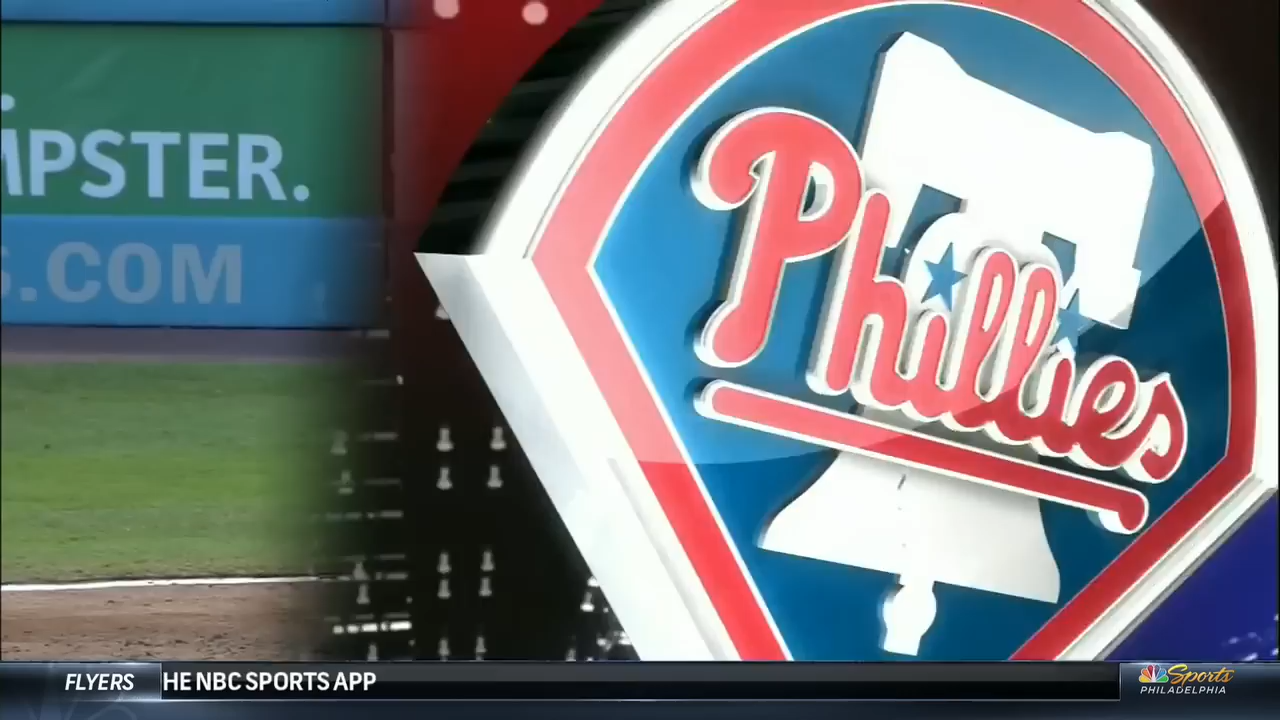 MPSTER.
S.COM
Phillies
FLYERS
HE NBC SPORTS APP
Sports
PHILADELPHIA